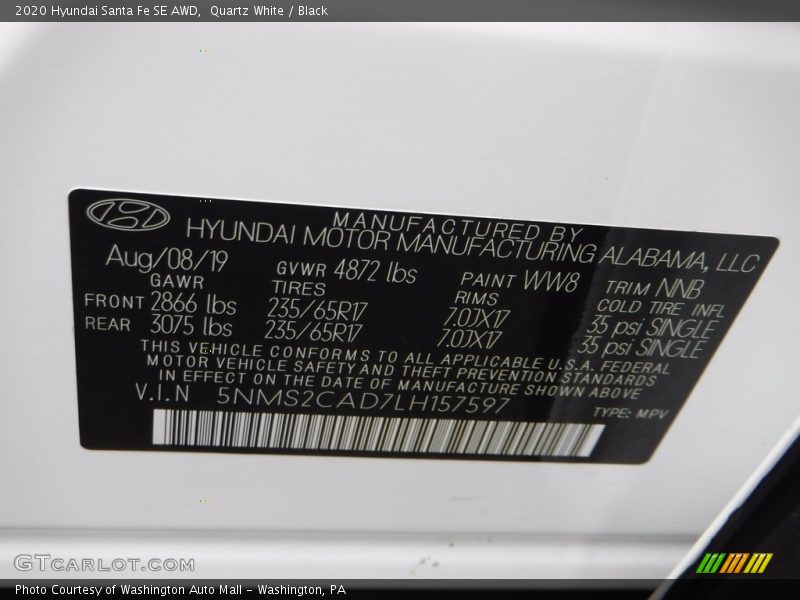 2020 Hyundai Santa Fe SE AWD,  Quartz White / Black
MANUFACTURED BY
HYUNDAI MOTOR MANUFACTURING ALABAMA, LLC
Aug/08/19 GVWR 4872 lbs PAINT WW8 TRIM NNB
GAWR TIRES RIMS COLD TIRE INFL
FRONT 2866 lbs 235/65R17 7.0JX17 35 psi SINGLE
REAR 3075 lbs 235/65R17 7.0JX17 35 psi SINGLE
THIS VEHICLE CONFORMS TO ALL APPLICABLE U.S.A. FEDERAL
MOTOR VEHICLE SAFETY AND THEFT PREVENTION STANDARDS
IN EFFECT ON THE DATE OF MANUFACTURE SHOWN ABOVE
V.I.N 5NMS2CAD7LH157597 TYPE: MPV
GTCARLOT.COM
Photo Courtesy of Washington Auto Mall - Washington, PA